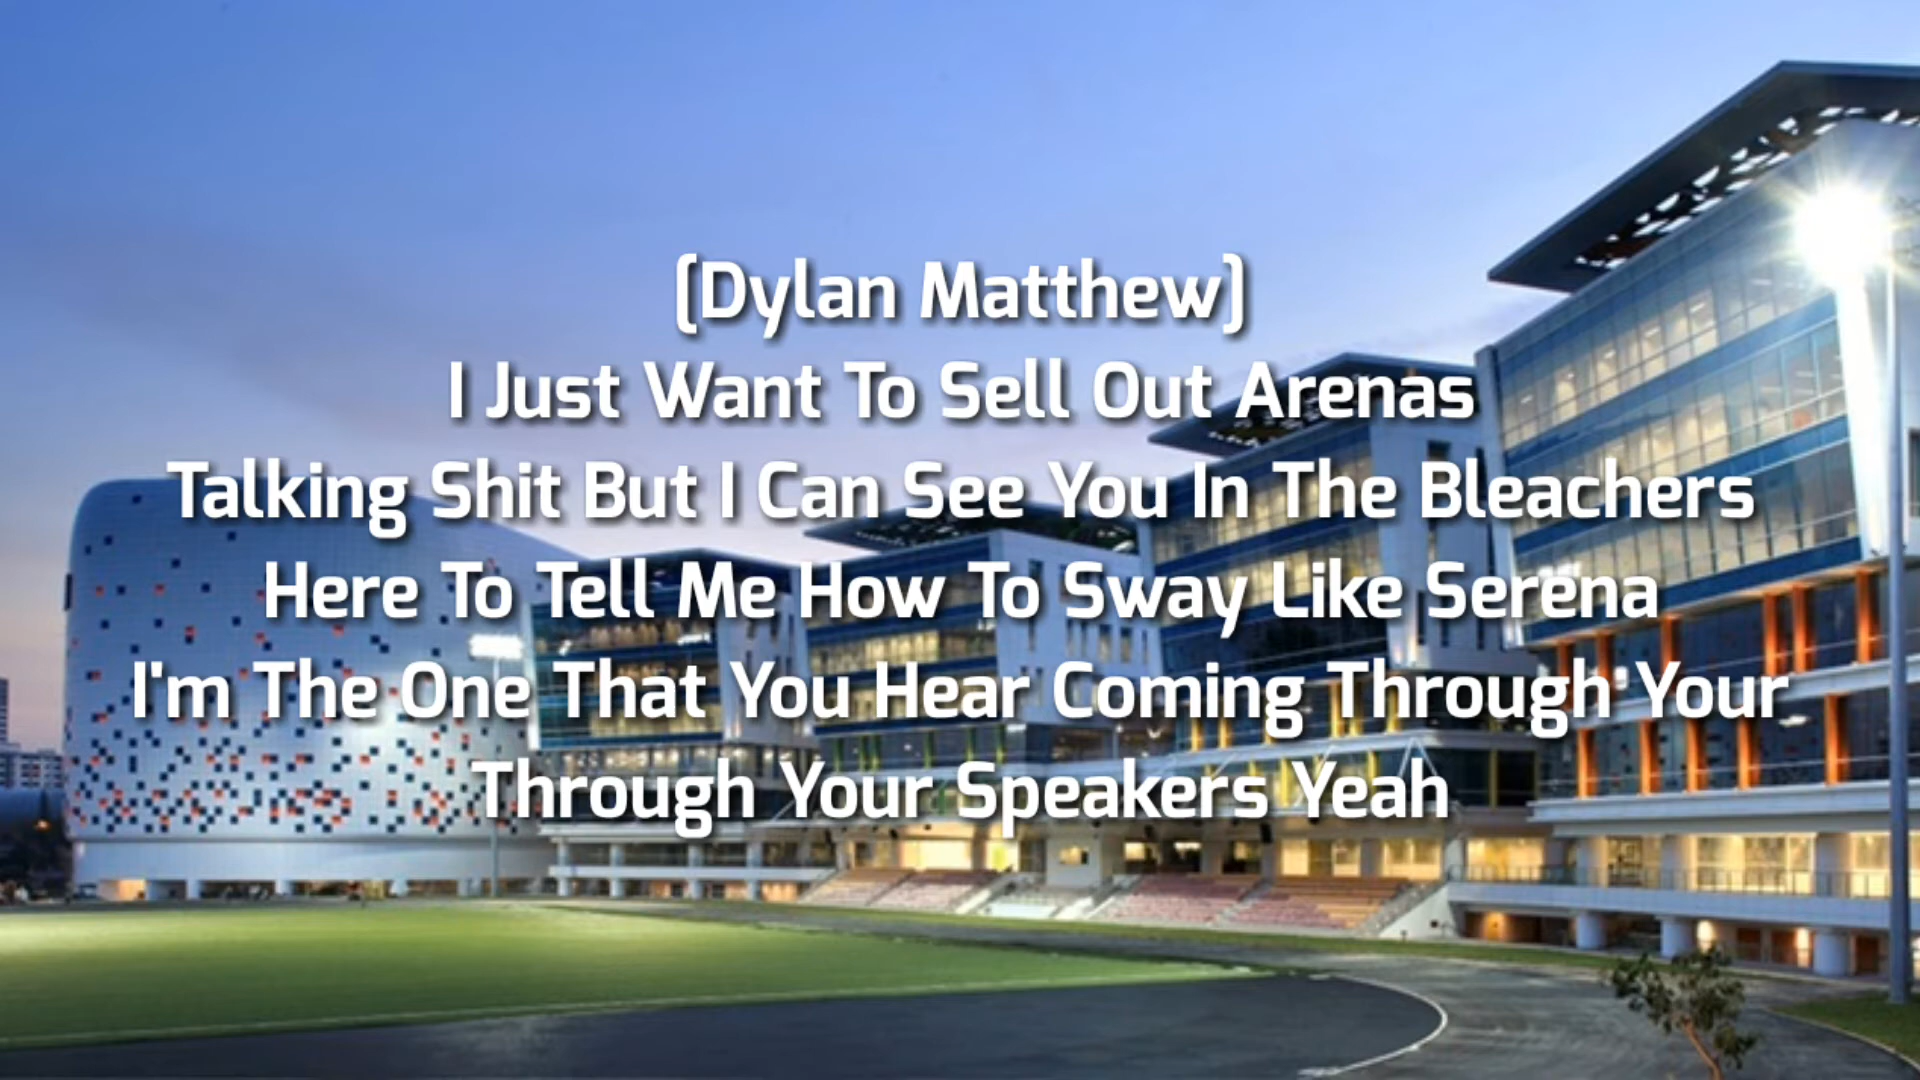 [Dylan Matthew]
I Just Want To Sell Out Arenas
Talking Shit But I Can See You In The Bleachers
Here To Tell Me How To Sway Like Serena
I'm The One That You Hear Coming Through Your
Through Your Speakers Yeah